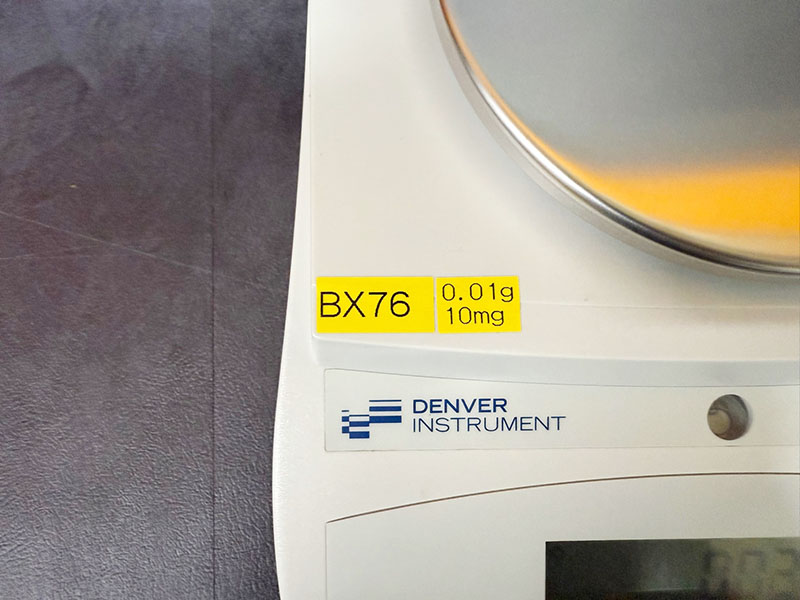 BX76
0.01g
10mg
DENVER
INSTRUMENT